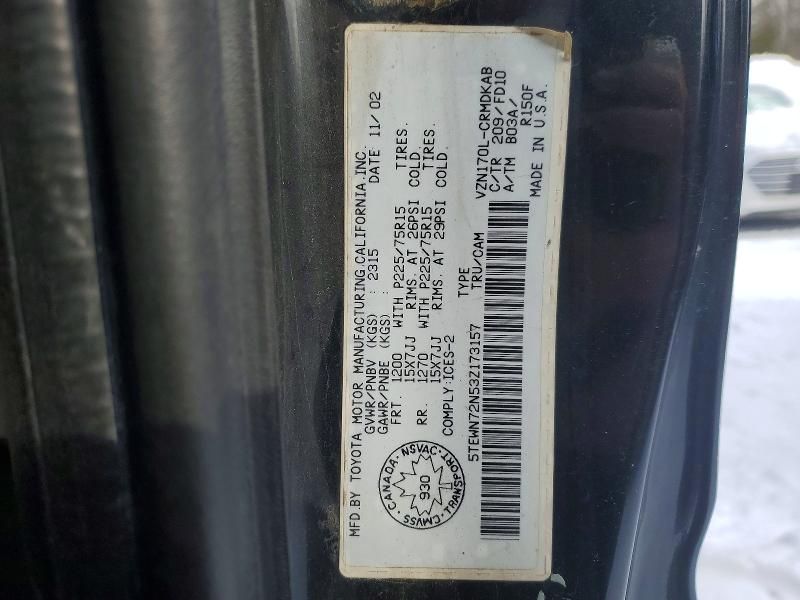 MFD.BY TOYOTA MOTOR MANUFACTURING,CALIFORNIA,INC.
GVWR/PNBV (KGS) : 2315 DATE 11/02
GAWR/PNBE (KGS) :
FRT. 1200 WITH P225/75R15 TIRES.
15X7JJ RIMS. AT 26PSI COLD.
RR. 1270 WITH P225/75R15 TIRES.
15X7JJ RIMS. AT 29PSI COLD.
COMPLY:ICES-2
TYPE
5TEWN72N53Z173157 TRU/CAM
VZN170L-CRMDKAB
C/TR 209/FD10
A/TM B03A/
R150F
MADE IN U.S.A.
CANADA · NSVAC · TRANSPORT · CMVSS
930